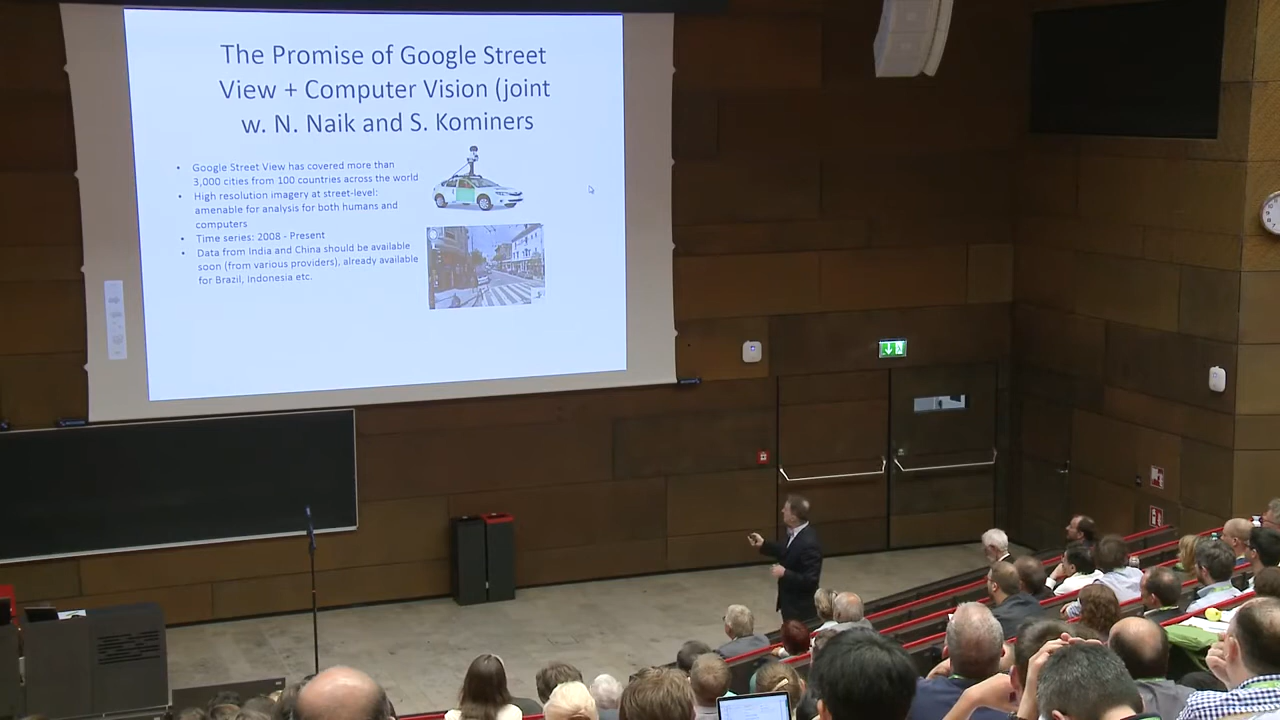 The Promise of Google Street
View + Computer Vision (joint
w. N. Naik and S. Kominers
• Google Street View has covered more than
3,000 cities from 100 countries across the world
• High resolution imagery at street-level:
amenable for analysis for both humans and
computers
• Time series: 2008 - Present
• Data from India and China should be available
soon (from various providers), already available
for Brazil, Indonesia etc.